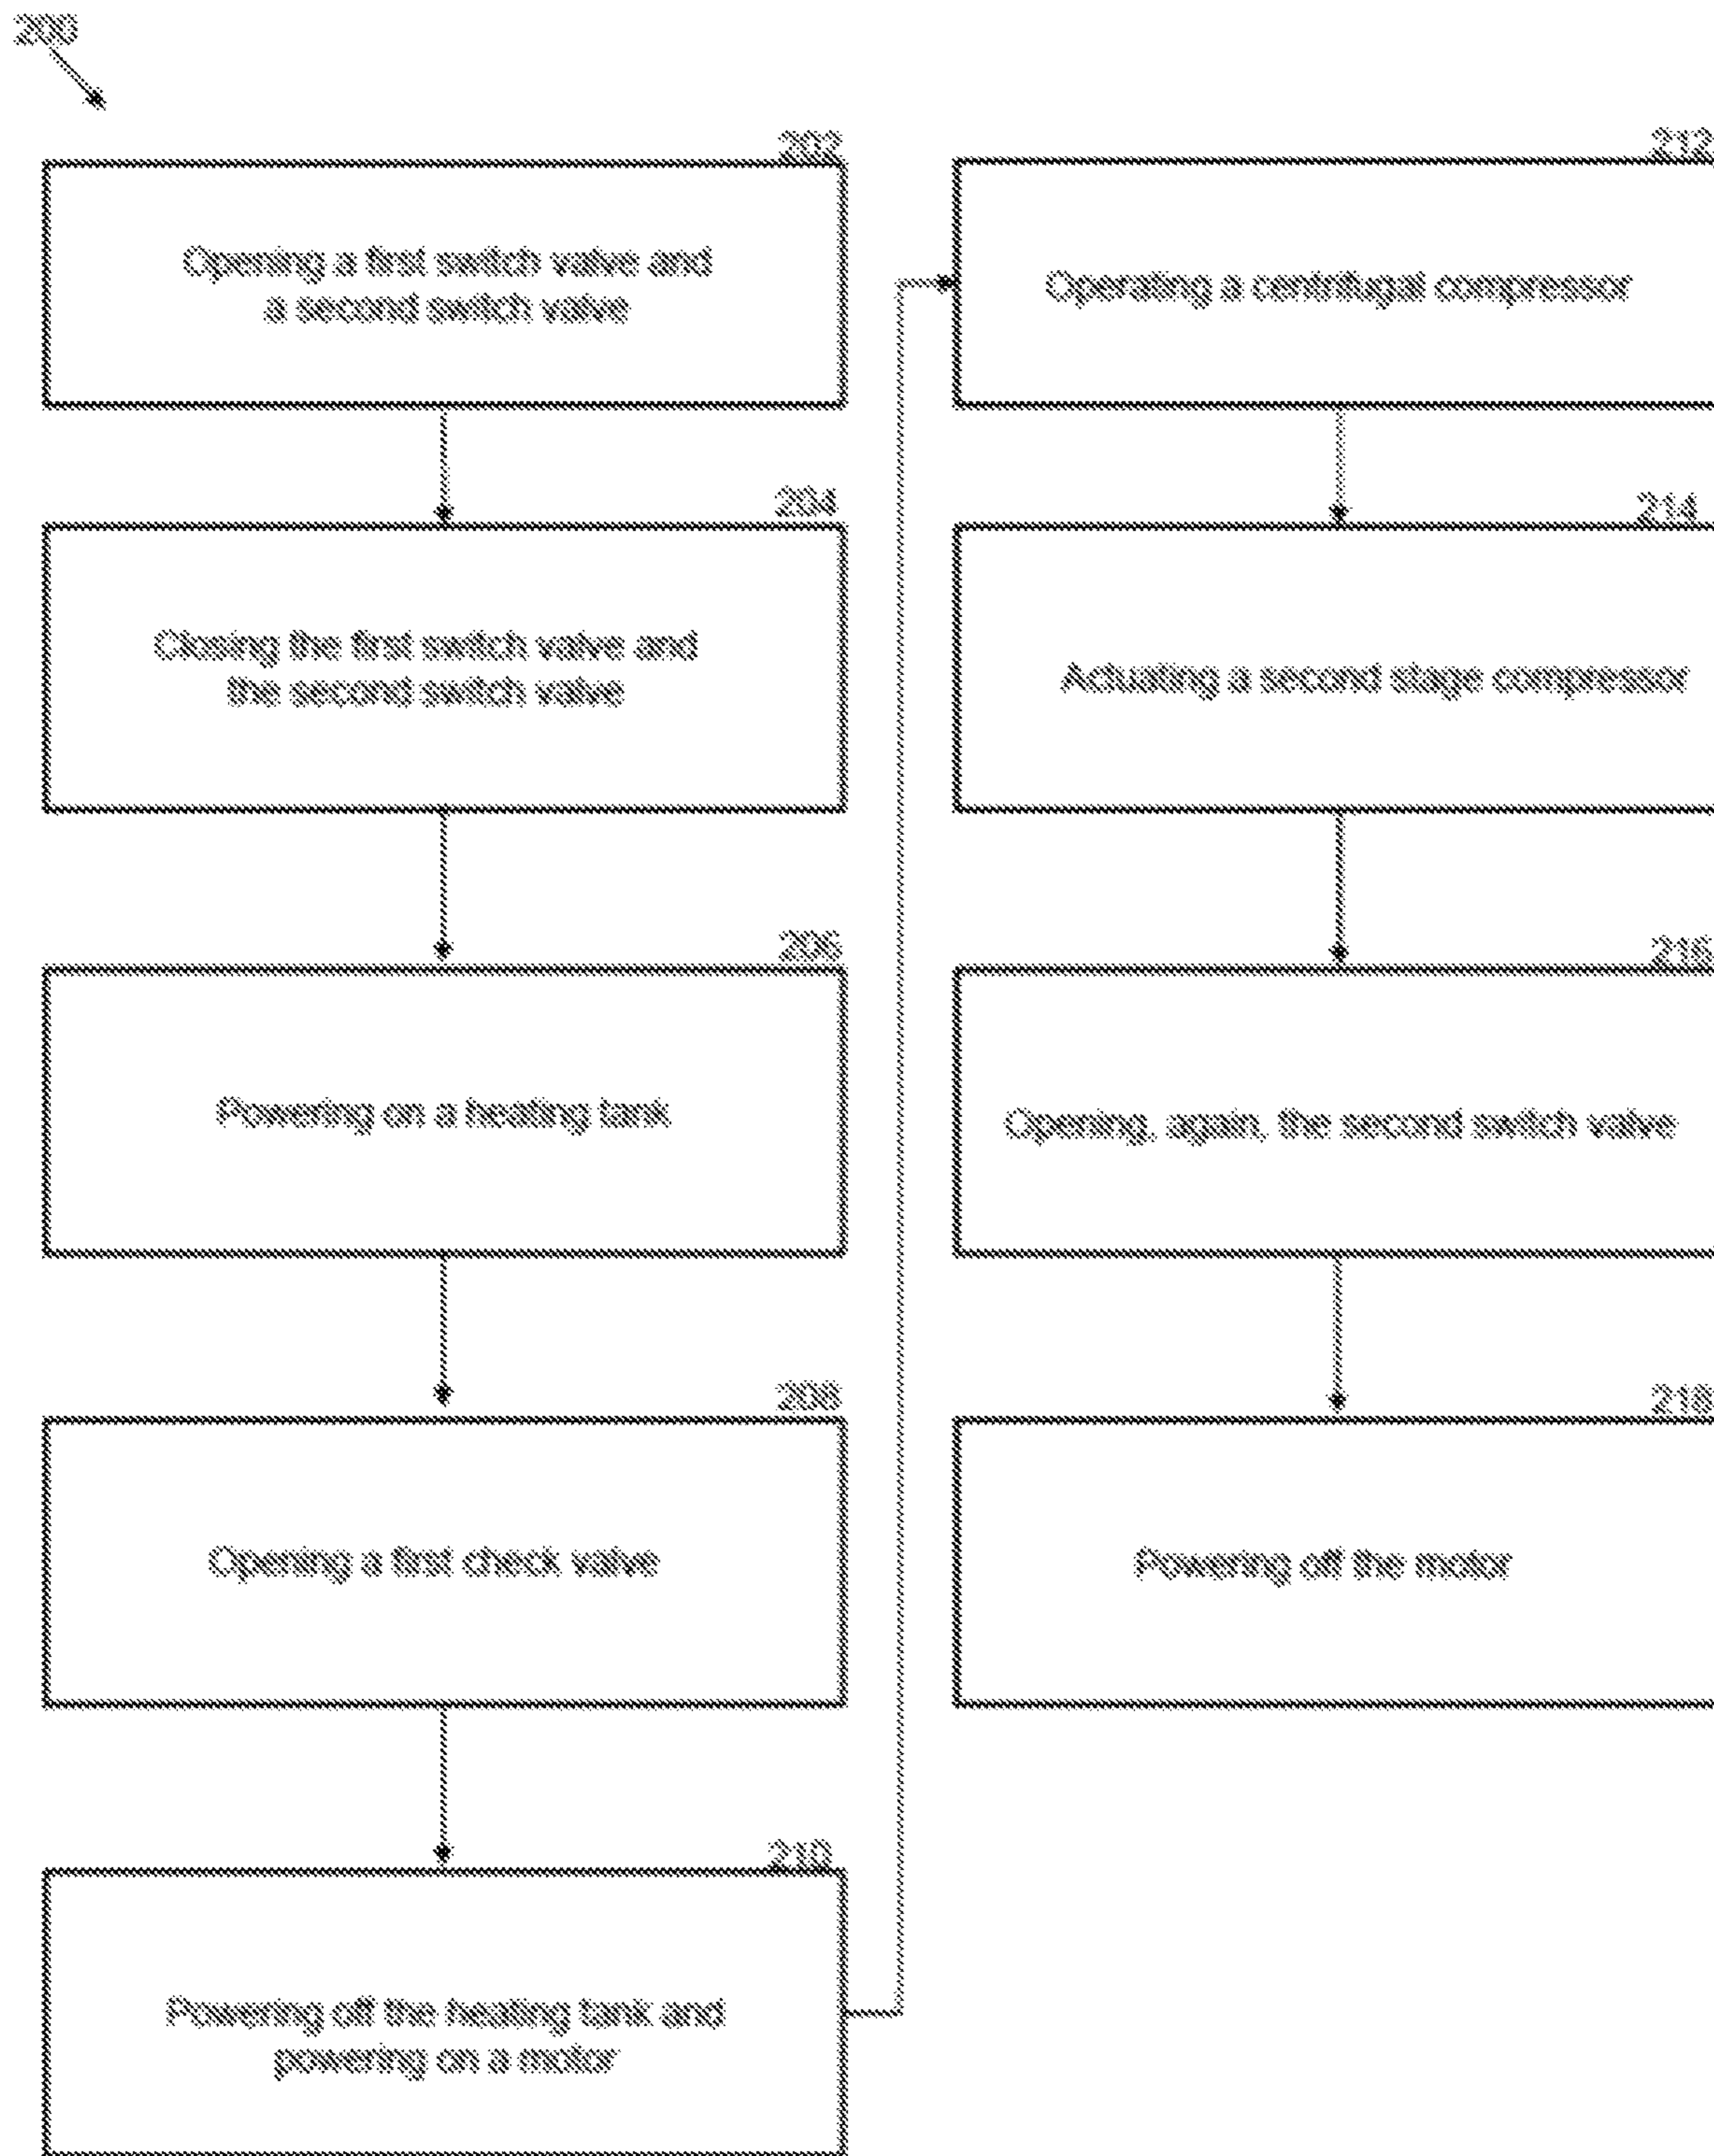 200
202
Opening a first switch valve and
a second switch valve
204
Closing the first switch valve and
the second switch valve
206
Powering on a heating tank
208
Opening a first check valve
210
Powering off the heating tank and
powering on a motor
212
Operating a centrifugal compressor
214
Actuating a second stage compressor
216
Opening, again, the second switch valve
218
Powering off the motor